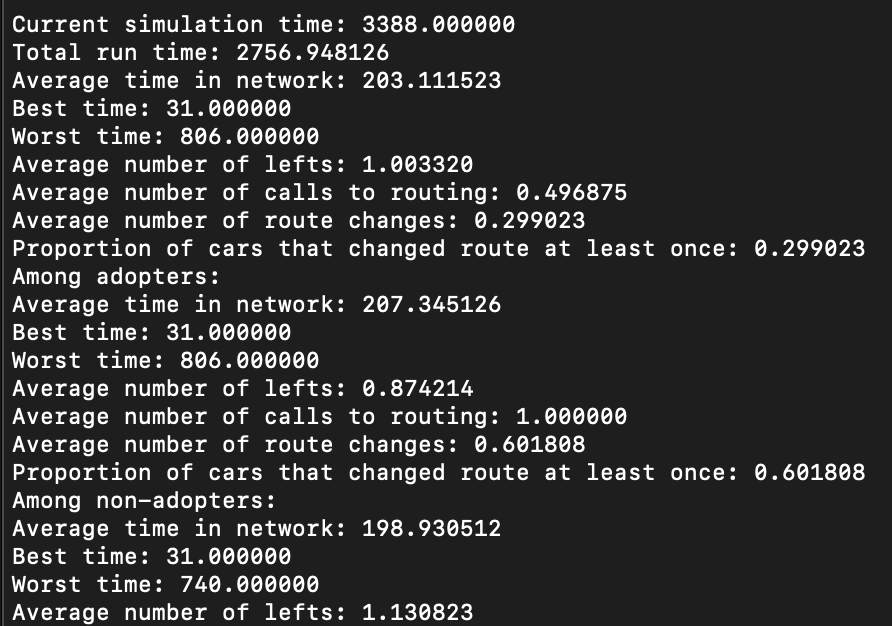 Current simulation time: 3388.000000
Total run time: 2756.948126
Average time in network: 203.111523
Best time: 31.000000
Worst time: 806.000000
Average number of lefts: 1.003320
Average number of calls to routing: 0.496875
Average number of route changes: 0.299023
Proportion of cars that changed route at least once: 0.299023
Among adopters:
Average time in network: 207.345126
Best time: 31.000000
Worst time: 806.000000
Average number of lefts: 0.874214
Average number of calls to routing: 1.000000
Average number of route changes: 0.601808
Proportion of cars that changed route at least once: 0.601808
Among non-adopters:
Average time in network: 198.930512
Best time: 31.000000
Worst time: 740.000000
Average number of lefts: 1.130823